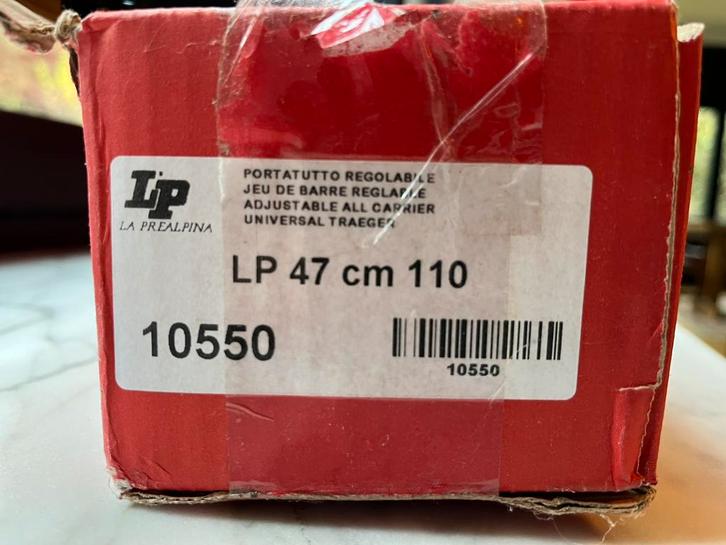 LP
LA PREALPINA
PORTATUTTO REGOLABILE
JEU DE BARRE REGLABLE
ADJUSTABLE ALL CARRIER
UNIVERSAL TRAEGER
LP 47 cm 110
10550
10550